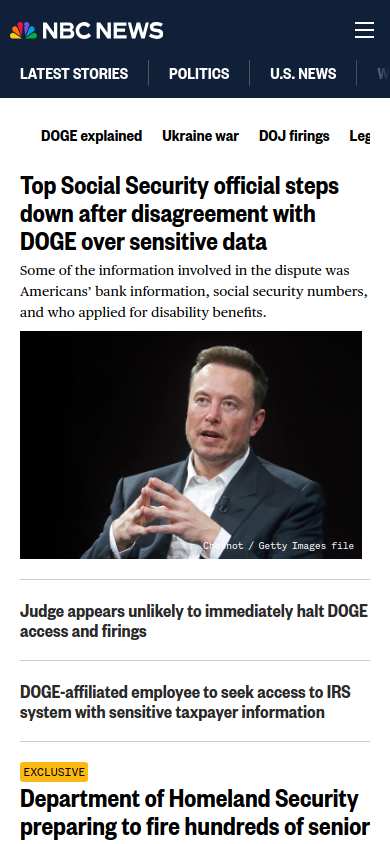 NBC NEWS
LATEST STORIES
POLITICS
U.S. NEWS
DOGE explained
Ukraine war
DOJ firings
Top Social Security official steps
down after disagreement with
DOGE over sensitive data
Some of the information involved in the dispute was
Americans’ bank information, social security numbers,
and who applied for disability benefits.
/ Getty Images file
Judge appears unlikely to immediately halt DOGE
access and firings
DOGE-affiliated employee to seek access to IRS
system with sensitive taxpayer information
EXCLUSIVE
Department of Homeland Security
preparing to fire hundreds of senior